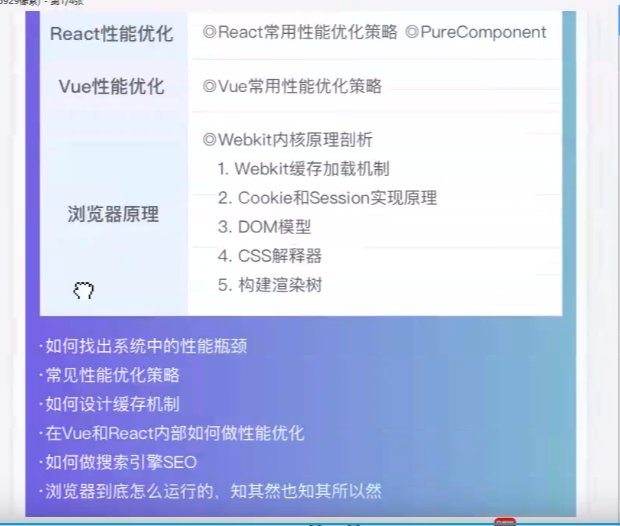 React性能优化
◎React常用性能优化策略 ◎PureComponent
Vue性能优化
◎Vue常用性能优化策略
浏览器原理
◎Webkit内核原理剖析
1. Webkit缓存加载机制
2. Cookie和Session实现原理
3. DOM模型
4. CSS解释器
5. 构建渲染树
·如何找出系统中的性能瓶颈
·常见性能优化策略
·如何设计缓存机制
·在Vue和React内部如何做性能优化
·如何做搜索引擎SEO
·浏览器到底怎么运行的，知其然也知其所以然